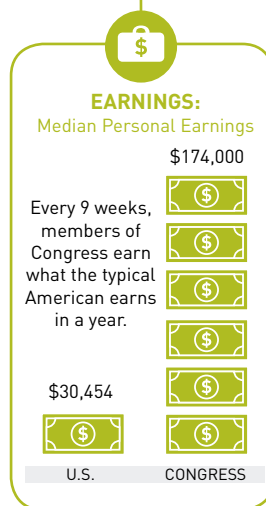 $
EARNINGS:
Median Personal Earnings
$174,000
$
Every 9 weeks,
members of
Congress earn
what the typical
American earns
in a year.
$
$
$
$30,454
$
$
$
U.S.
CONGRESS